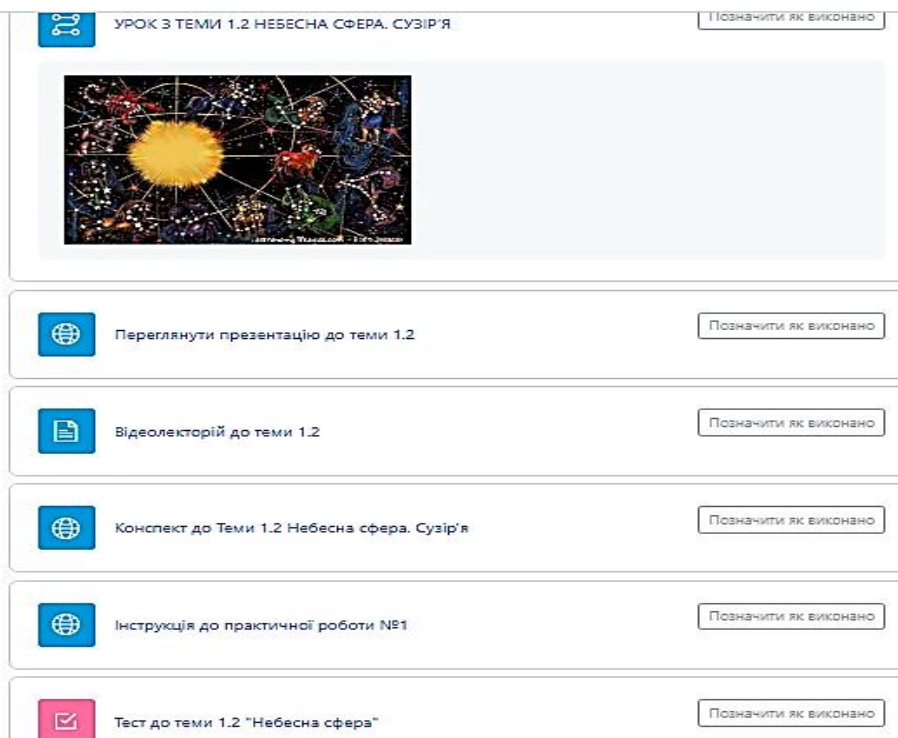 УРОК З ТЕМИ 1.2 НЕБЕСНА СФЕРА. СУЗІР'Я
Позначити як виконано
Переглянути презентацію до теми 1.2
Позначити як виконано
Відеолекторій до теми 1.2
Позначити як виконано
Конспект до Теми 1.2 Небесна сфера. Сузір'я
Позначити як виконано
Інструкція до практичної роботи №1
Позначити як виконано
Тест до теми 1.2 "Небесна сфера"
Позначити як виконано